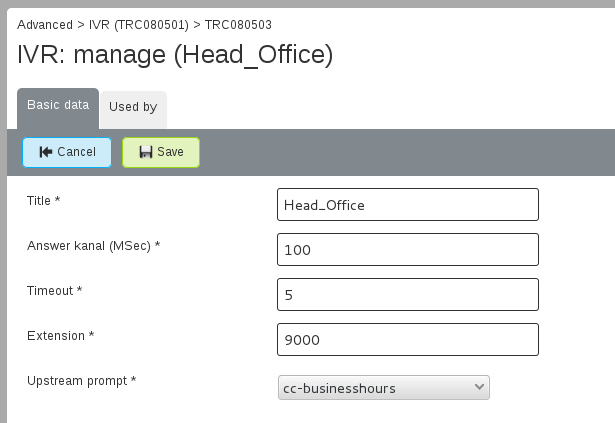 Advanced > IVR (TRC080501) > TRC080503
IVR: manage (Head_Office)
Basic data
Used by
Cancel
Save
Title *
Head_Office
Answer kanal (MSec) *
100
Timeout *
5
Extension *
9000
Upstream prompt *
cc-businesshours